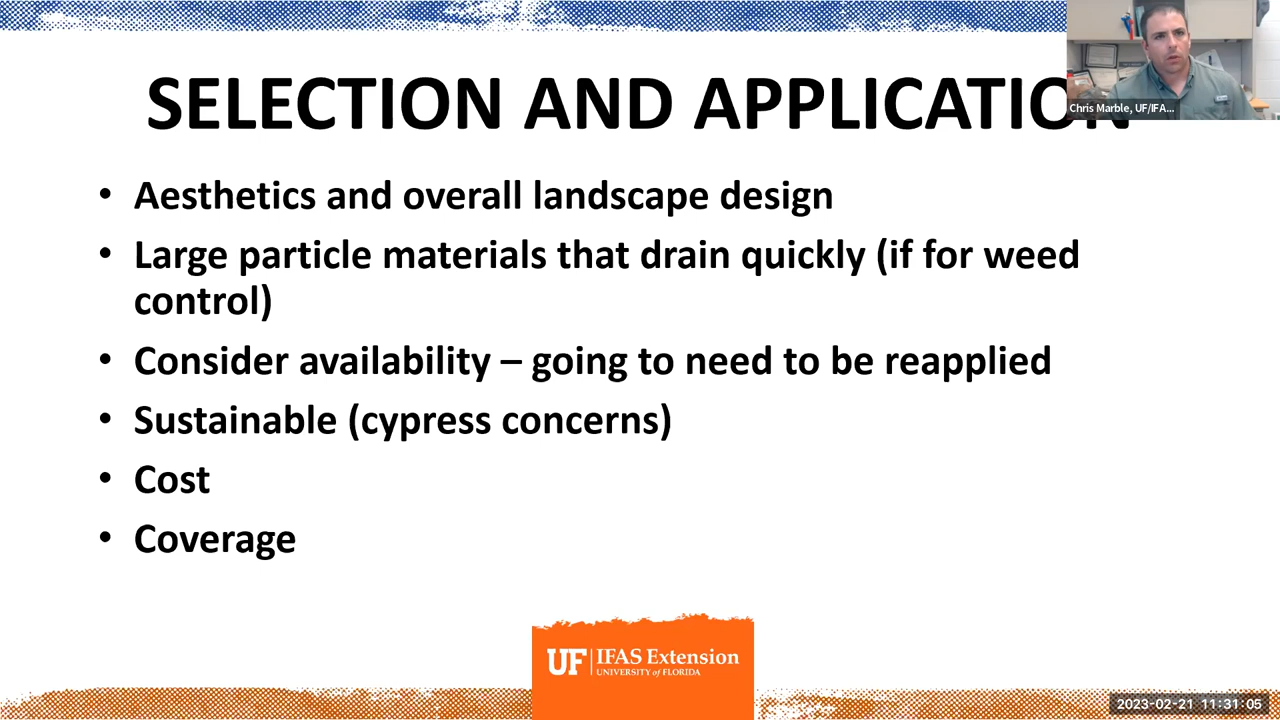 SELECTION AND APPLICATION
Chris Marble, UF/IFA...
• Aesthetics and overall landscape design
• Large particle materials that drain quickly (if for weed
control)
• Consider availability – going to need to be reapplied
• Sustainable (cypress concerns)
• Cost
• Coverage
UF IFAS Extension
UNIVERSITY of FLORIDA
2023-02-21 11:31:05